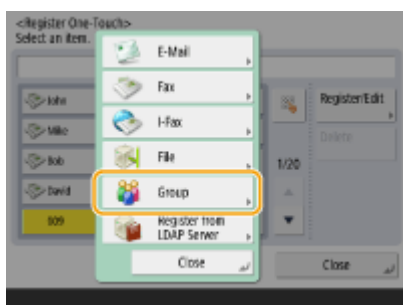 <Register One-Touch>
Select an item.
E-Mail
Fax
I-Fax
File
Group
Register from
LDAP Server
Close
John
Mike
Bob
David
009
Register/Edit
Delete
1/20
Close